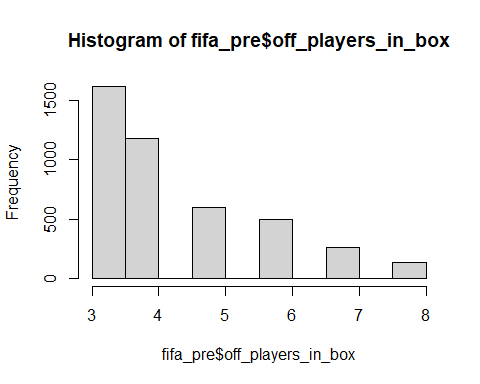 Histogram of fifa_pre$off_players_in_box
Frequency
1500
1000
500
0
3 4 5 6 7 8
fifa_pre$off_players_in_box